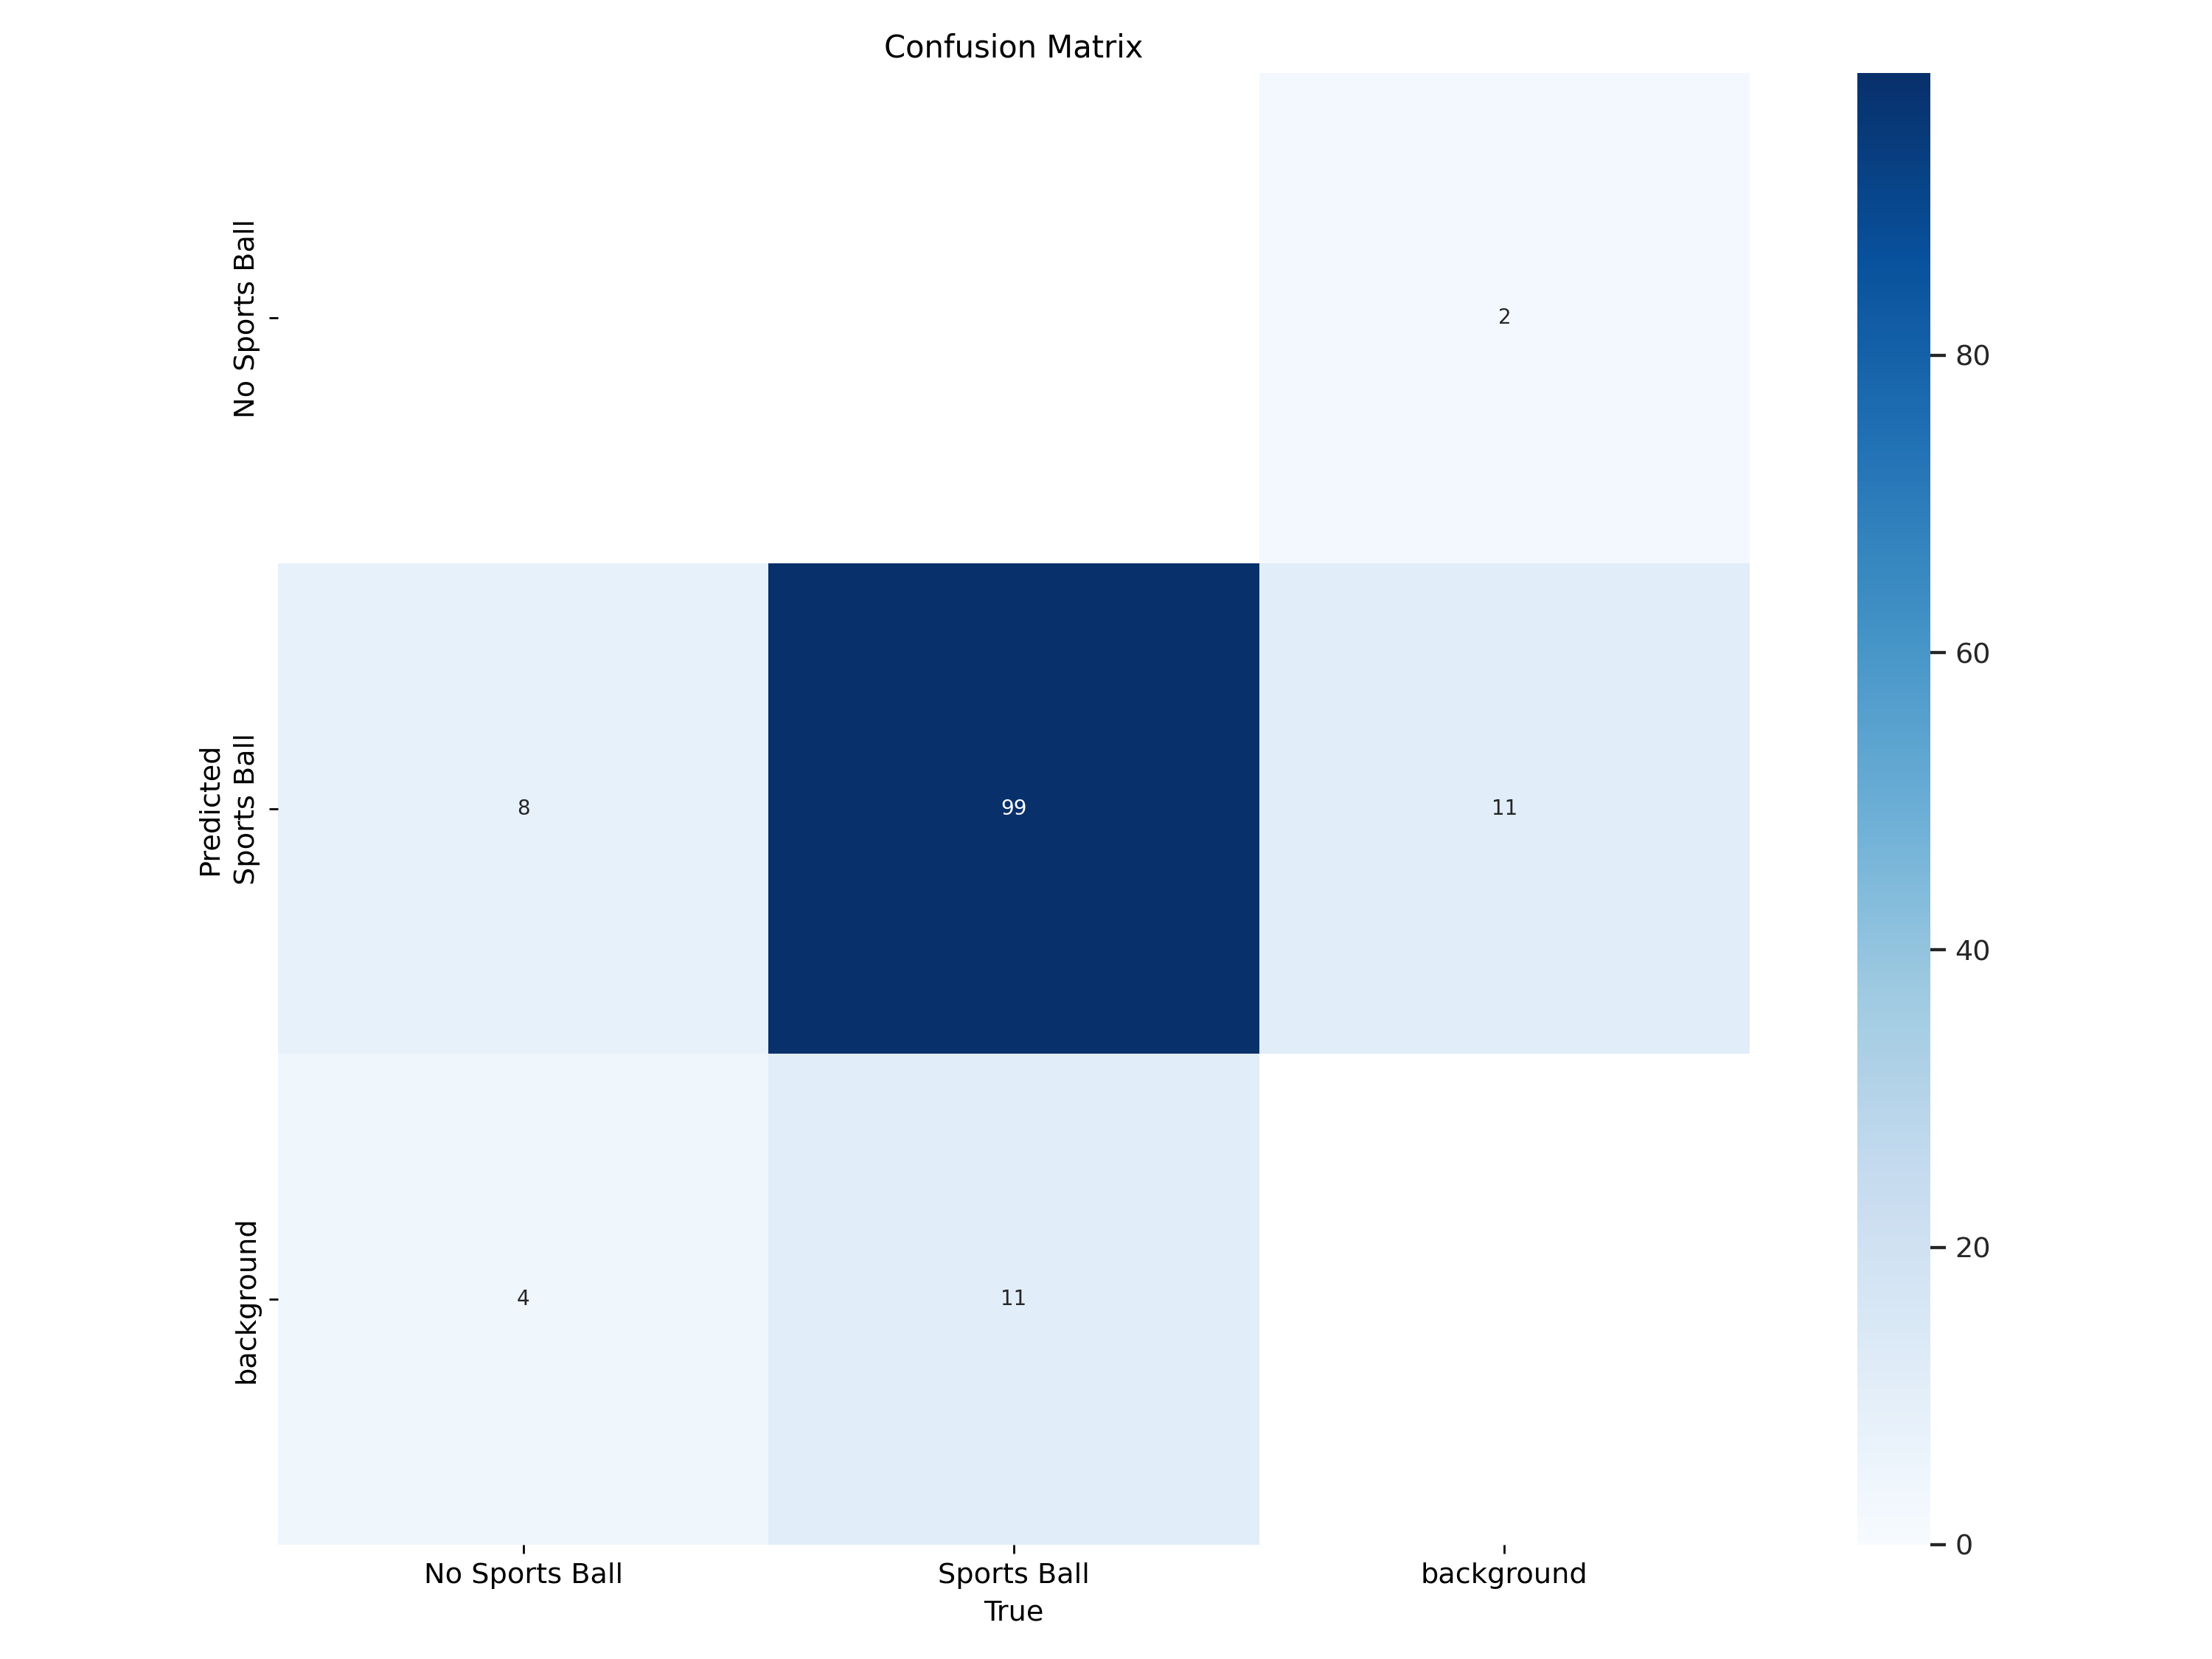 Confusion Matrix
No Sports Ball
2
80
60
Predicted
Sports Ball
8
99
11
40
20
background
4
11
0
No Sports Ball
Sports Ball
background
True